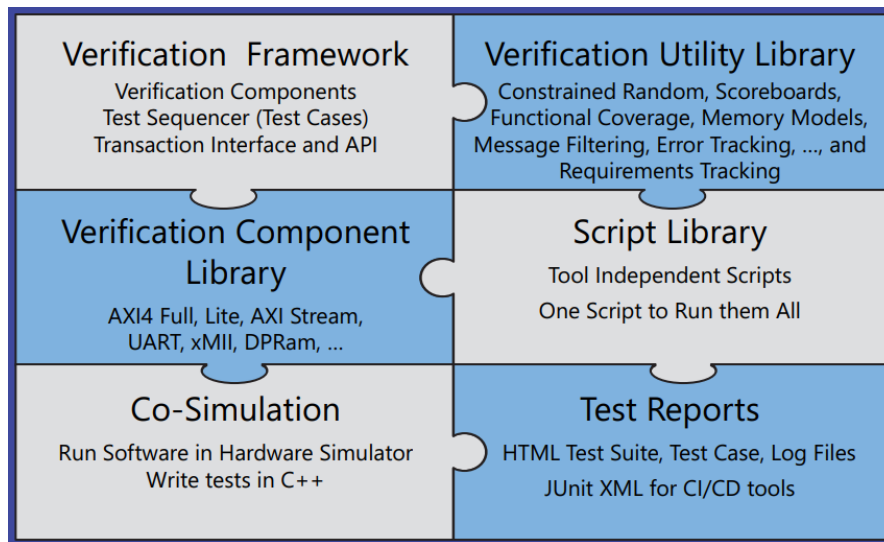 Verification Framework
Verification Components
Test Sequencer (Test Cases)
Transaction Interface and API
Verification Utility Library
Constrained Random, Scoreboards,
Functional Coverage, Memory Models,
Message Filtering, Error Tracking, ..., and
Requirements Tracking
Verification Component
Library
AXI4 Full, Lite, AXI Stream,
UART, xMII, DPRam, ...
Script Library
Tool Independent Scripts
One Script to Run them All
Co-Simulation
Run Software in Hardware Simulator
Write tests in C++
Test Reports
HTML Test Suite, Test Case, Log Files
JUnit XML for CI/CD tools